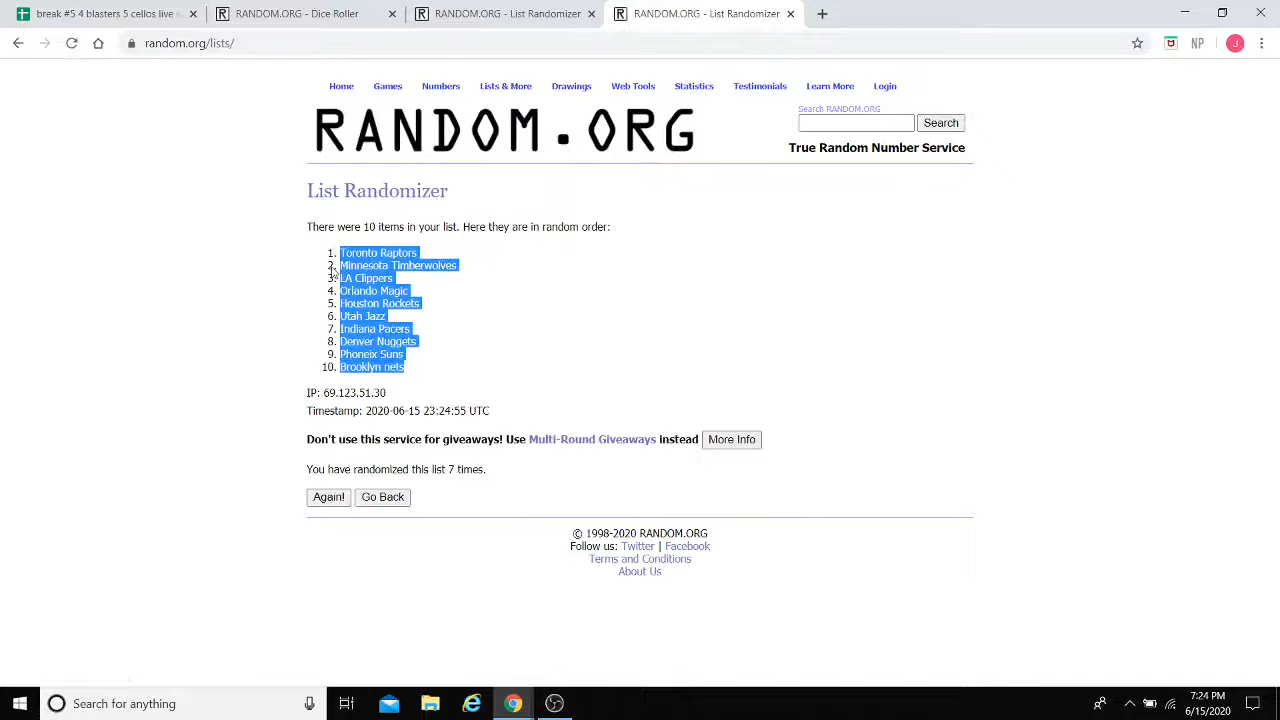 break #5 4 blasters 5 cellos live s
RANDOM.ORG - Dice Roller
RANDOM.ORG - List Randomizer
RANDOM.ORG - List Randomizer
random.org/lists/
NP
J
Home Games Numbers Lists & More Drawings Web Tools Statistics Testimonials Learn More Login
RANDOM.ORG
Search RANDOM.ORG
Search
True Random Number Service
List Randomizer
There were 10 items in your list. Here they are in random order:
1. Toronto Raptors
2. Minnesota TImberwolves
3. LA Clippers
4. Orlando Magic
5. Houston Rockets
6. Utah Jazz
7. Indiana Pacers
8. Denver Nuggets
9. Phoneix Suns
10. Brooklyn nets
IP: 69.123.51.30
Timestamp: 2020-06-15 23:24:55 UTC
Don't use this service for giveaways! Use Multi-Round Giveaways instead More Info
You have randomized this list 7 times.
Again! Go Back
© 1998-2020 RANDOM.ORG
Follow us: Twitter | Facebook
Terms and Conditions
About Us
Search for anything
7:24 PM
6/15/2020